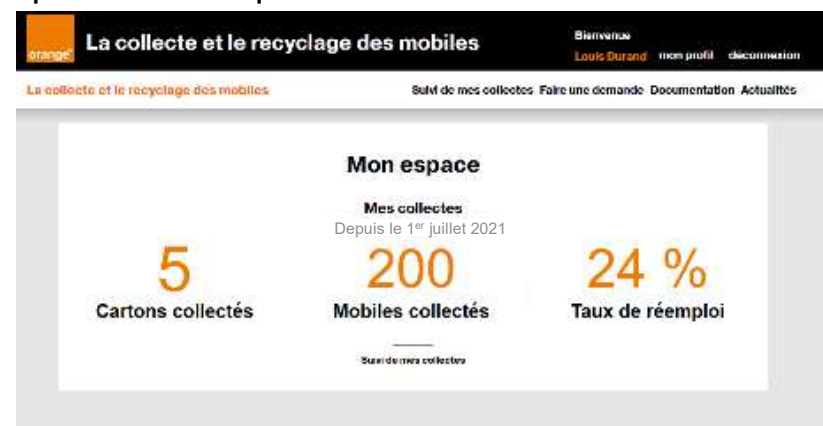 orange
La collecte et le recyclage des mobiles
Bienvenue
Louis Durand mon profil déconnexion
La collecte et le recyclage des mobiles
Suivi de mes collectes Faire une demande Documentation Actualités
Mon espace
Mes collectes
Depuis le 1er juillet 2021
5 200 24 %
Cartons collectés Mobiles collectés Taux de réemploi
Suivi de mes collectes